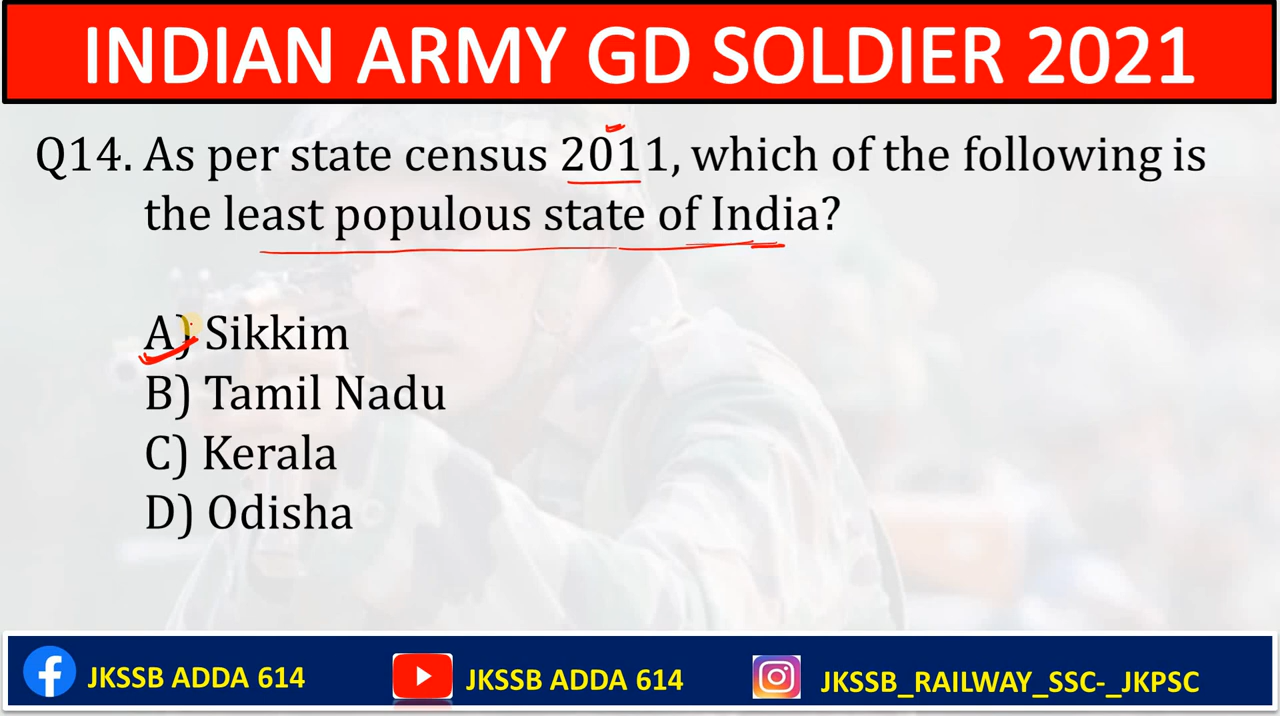 INDIAN ARMY GD SOLDIER 2021
Q14. As per state census 2011, which of the following is
the least populous state of India?
A) Sikkim
B) Tamil Nadu
C) Kerala
D) Odisha
JKSSB ADDA 614 JKSSB ADDA 614 JKSSB_RAILWAY_SSC-_JKPSC